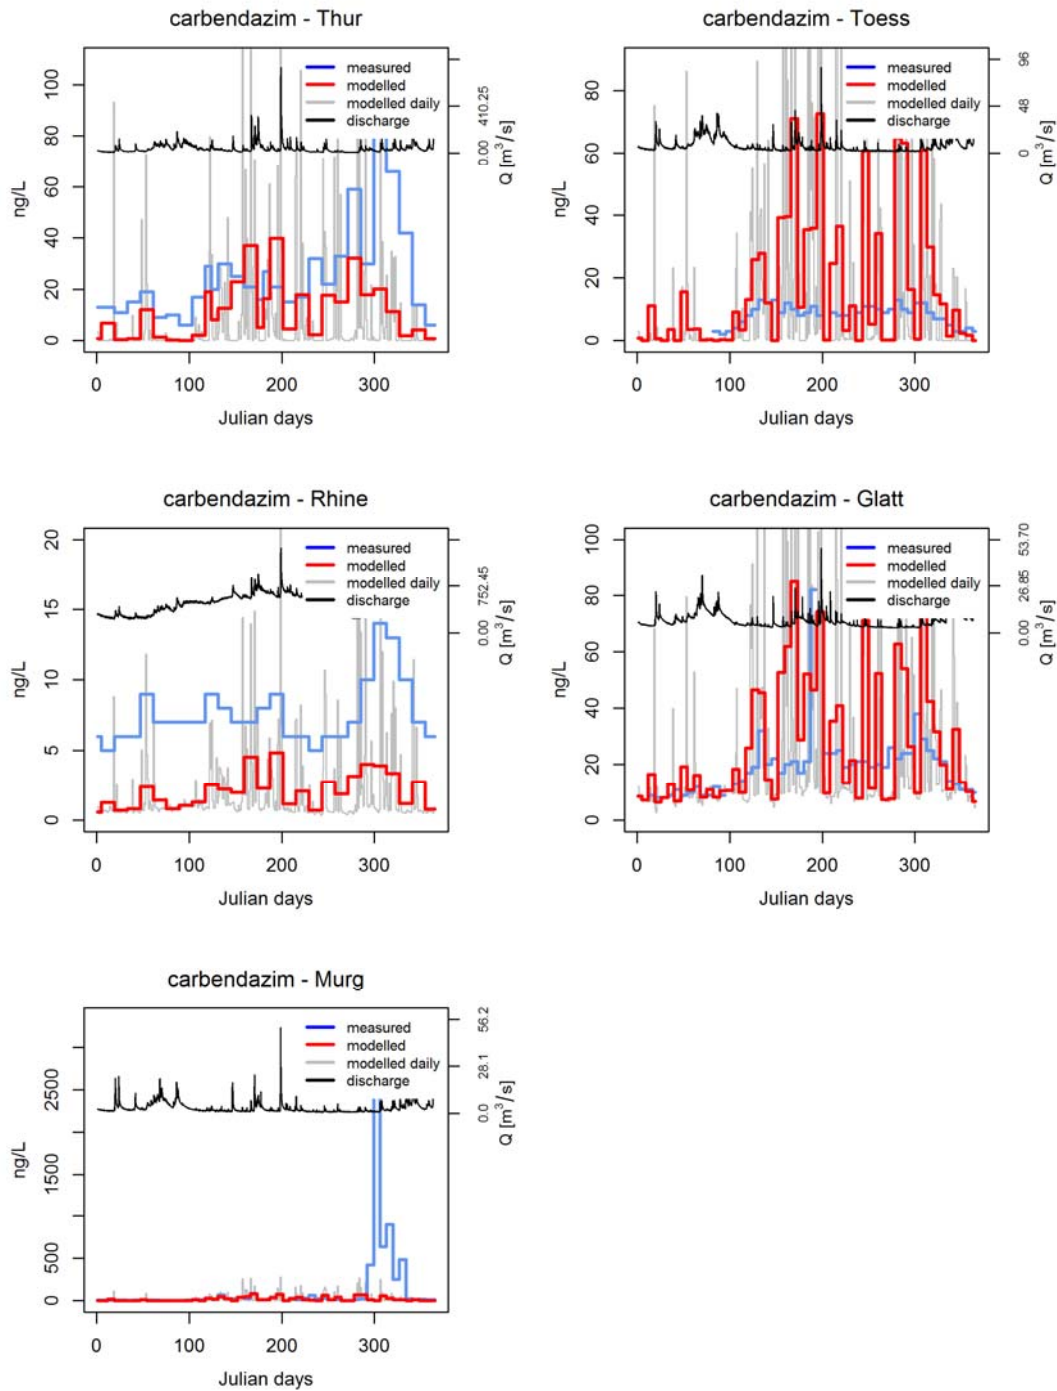 carbendazim - Thur
measured
modelled
modelled daily
discharge
100
80
60
40
20
0
ng/L
0.00 410.25
Q [m³/s]
0 100 200 300
Julian days
carbendazim - Toess
measured
modelled
modelled daily
discharge
80
60
40
20
0
ng/L
96
48
0
Q [m³/s]
0 100 200 300
Julian days
carbendazim - Rhine
measured
modelled
modelled daily
discharge
20
15
10
5
0
ng/L
0.00 752.45
Q [m³/s]
0 100 200 300
Julian days
carbendazim - Glatt
measured
modelled
modelled daily
discharge
100
80
60
40
20
0
ng/L
0.00 26.85 53.70
Q [m³/s]
0 100 200 300
Julian days
carbendazim - Murg
measured
modelled
modelled daily
discharge
2500
1500
500
0
ng/L
0.0 28.1 56.2
Q [m³/s]
0 100 200 300
Julian days